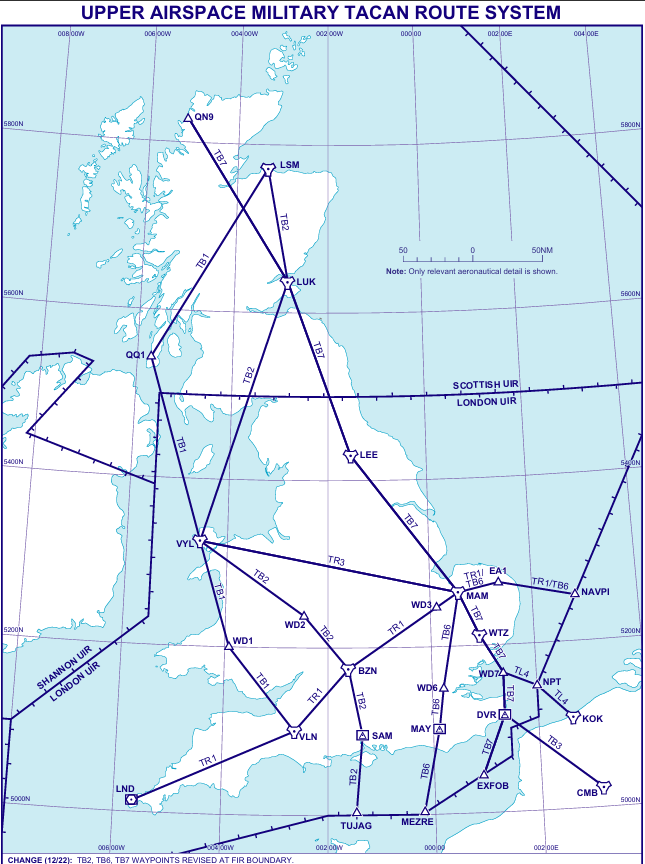 UPPER AIRSPACE MILITARY TACAN ROUTE SYSTEM
008 00W 006 00W 004 00W 002 00W 000 00 002 00E 004 00E
QN9
5800N 5800N
TB7
LSM
TB2
TB1
50 0 50NM
Note: Only relevant aeronautical detail is shown.
LUK
5600N 5600N
TB7
QQ1
TB2
SCOTTISH UIR
LONDON UIR
TB1
LEE
5400N 5400N
TB7
VYL
TR3
TR1/
TB6
EA1
TR1/TB6
NAVPI
MAM
TB1
TB2
WD3
TB7
WD2
TB2
TR1
TB6
WTZ
5200N 5200N
WD1
TB7
SHANNON UIR
LONDON UIR
BZN
WD7
TL4
NPT
TB1
TR1
TB2
WD6
TB7
TL4
TB6
DVR
KOK
VLN
SAM
MAY
TB3
TR1
TB7
TB2
TB6
LND
EXFOB
CMB
5000N 5000N
TUJAG
MEZRE
006 00W 004 00W 002 00W 000 00 002 00E
CHANGE (12/22): TB2, TB6, TB7 WAYPOINTS REVISED AT FIR BOUNDARY.